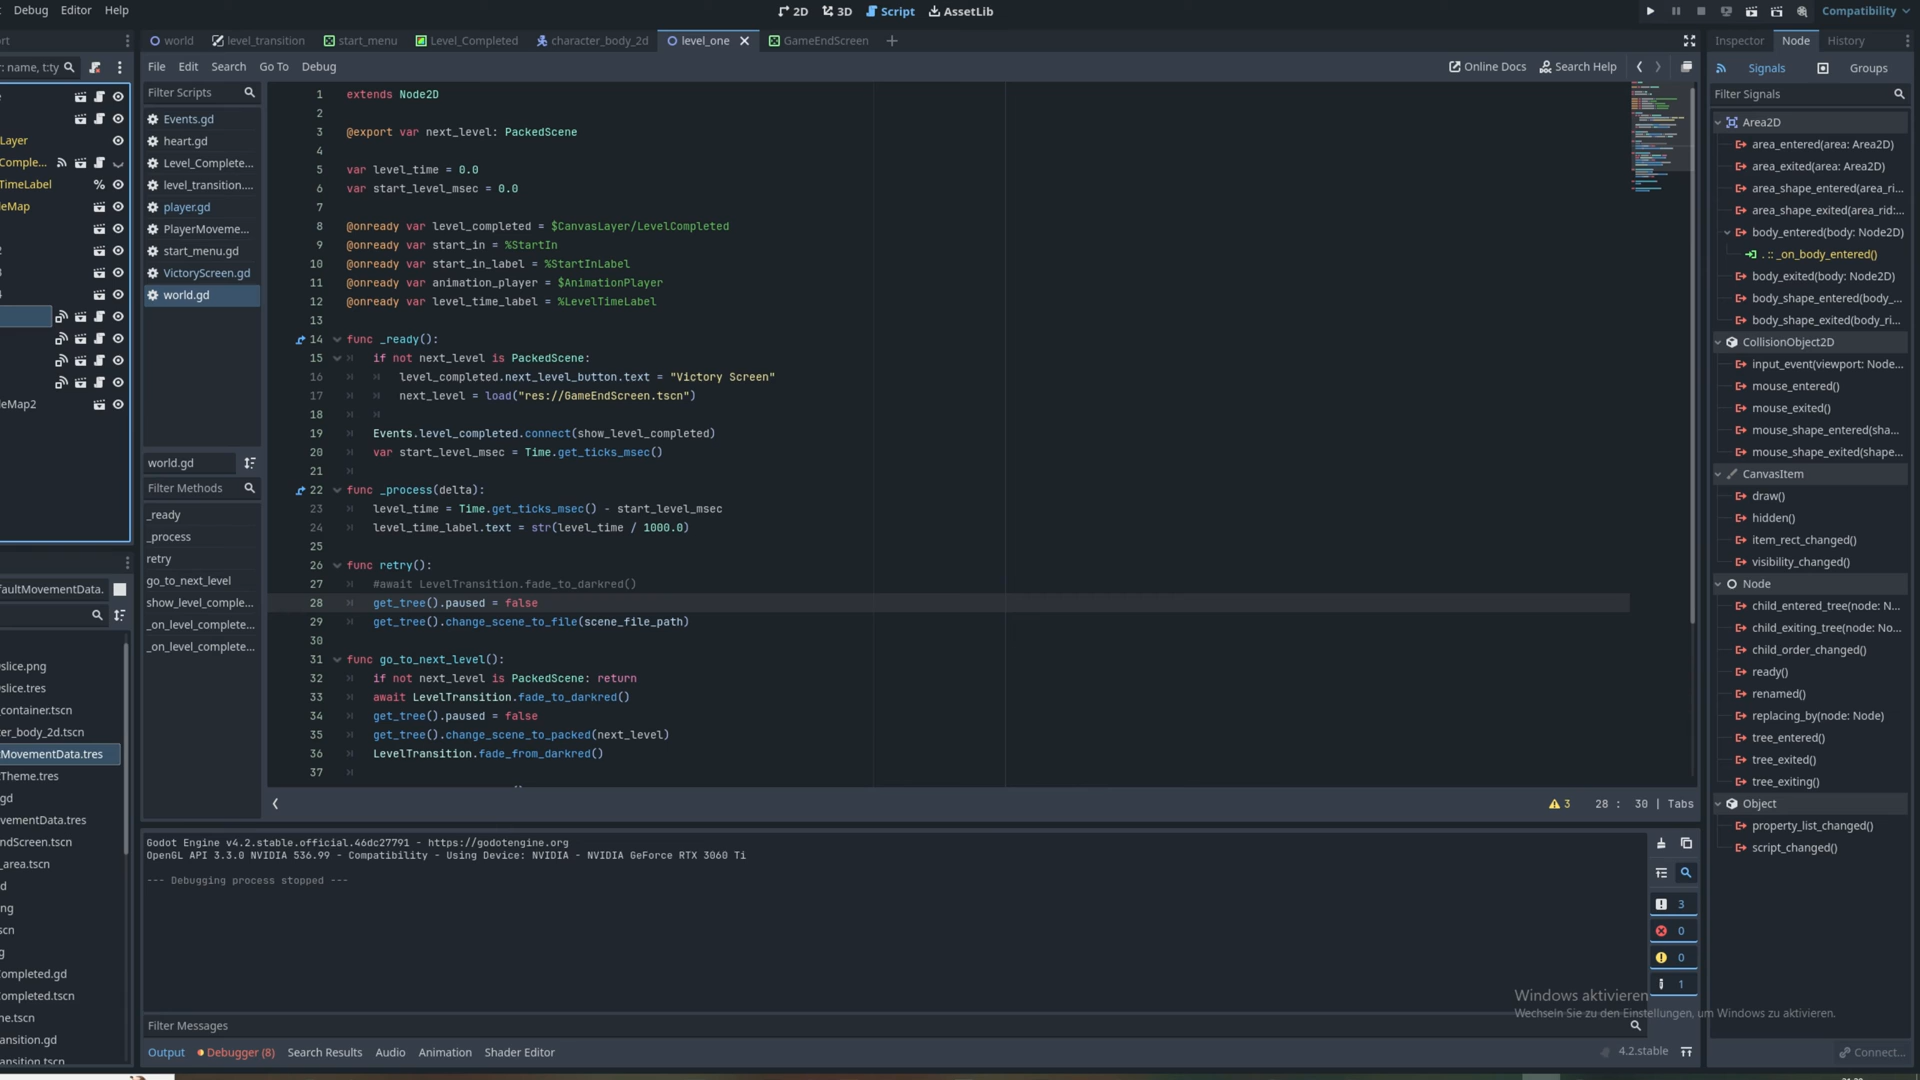 Debug Editor Help
2D 3D Script AssetLib
Compatibility
world level_transition start_menu Level_Completed character_body_2d level_one GameEndScreen
Inspector Node History
File Edit Search Go To Debug
Online Docs Search Help
Signals Groups
r: name, t:ty
Layer
Comple...
TimeLabel
leMap
leMap2
aultMovementData.
slice.png
slice.tres
container.tscn
ter_body_2d.tscn
MovementData.tres
Theme.tres
gd
vementData.tres
ndScreen.tscn
_area.tscn
ng
scn
ompleted.gd
ompleted.tscn
ne.tscn
ansition.gd
ansition.tscn
Filter Scripts
Events.gd
heart.gd
Level_Complete...
level_transition....
player.gd
PlayerMoveme...
start_menu.gd
VictoryScreen.gd
world.gd
world.gd
Filter Methods
_ready
_process
retry
go_to_next_level
show_level_comple...
_on_level_complete...
_on_level_complete...
1 extends Node2D
2
3 @export var next_level: PackedScene
4
5 var level_time = 0.0
6 var start_level_msec = 0.0
7
8 @onready var level_completed = $CanvasLayer/LevelCompleted
9 @onready var start_in = %StartIn
10 @onready var start_in_label = %StartInLabel
11 @onready var animation_player = $AnimationPlayer
12 @onready var level_time_label = %LevelTimeLabel
13
14 func _ready():
15 if not next_level is PackedScene:
16 level_completed.next_level_button.text = "Victory Screen"
17 next_level = load("res://GameEndScreen.tscn")
18
19 Events.level_completed.connect(show_level_completed)
20 var start_level_msec = Time.get_ticks_msec()
21
22 func _process(delta):
23 level_time = Time.get_ticks_msec() - start_level_msec
24 level_time_label.text = str(level_time / 1000.0)
25
26 func retry():
27 #await LevelTransition.fade_to_darkred()
28 get_tree().paused = false
29 get_tree().change_scene_to_file(scene_file_path)
30
31 func go_to_next_level():
32 if not next_level is PackedScene: return
33 await LevelTransition.fade_to_darkred()
34 get_tree().paused = false
35 get_tree().change_scene_to_packed(next_level)
36 LevelTransition.fade_from_darkred()
37
3 28 : 30 | Tabs
Godot Engine v4.2.stable.official.46dc27791 - https://godotengine.org
OpenGL API 3.3.0 NVIDIA 536.99 - Compatibility - Using Device: NVIDIA - NVIDIA GeForce RTX 3060 Ti
--- Debugging process stopped ---
3
0
0
1
Filter Messages
Output Debugger (8) Search Results Audio Animation Shader Editor
4.2.stable
Filter Signals
Area2D
area_entered(area: Area2D)
area_exited(area: Area2D)
area_shape_entered(area_ri...
area_shape_exited(area_rid:...
body_entered(body: Node2D)
. :: _on_body_entered()
body_exited(body: Node2D)
body_shape_entered(body_...
body_shape_exited(body_ri...
CollisionObject2D
input_event(viewport: Node...
mouse_entered()
mouse_exited()
mouse_shape_entered(sha...
mouse_shape_exited(shape...
CanvasItem
draw()
hidden()
item_rect_changed()
visibility_changed()
Node
child_entered_tree(node: N...
child_exiting_tree(node: No...
child_order_changed()
ready()
renamed()
replacing_by(node: Node)
tree_entered()
tree_exited()
tree_exiting()
Object
property_list_changed()
script_changed()
Windows aktivieren
Wechseln Sie zu den Einstellungen, um Windows zu aktivieren.
Connect...